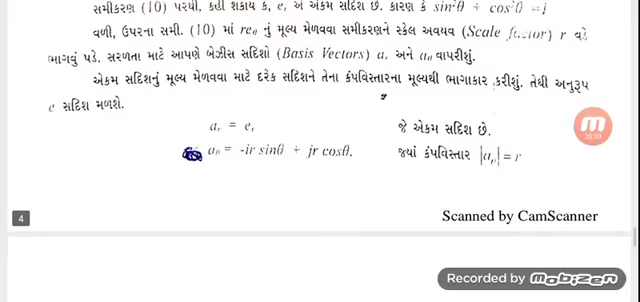 સમીકરણ (10) પરથી, કહી શકાય કે, e, એ એકમ સદિશ છે. કારણ કે sin²θ + cos²θ = 1
વળી, ઉપરના સમી. (10) માં reθ નું મૂલ્ય મેળવવા સમીકરણને સ્કેલ અવયવ (Scale factor) r વડે
ભાગવું પડે. સરળતા માટે આપણે બેઝીસ સદિશો (Basis Vectors) ar અને aθ વાપરીશું.
એકમ સદિશનું મૂલ્ય મેળવવા માટે દરેક સદિશને તેના કંપવિસ્તારના મૂલ્યથી ભાગાકાર કરીશું. તેથી અનુરૂપ
e સદિશ મળશે.
ar = er જે એકમ સદિશ છે.
aθ = -ir sinθ + jr cosθ. જ્યાં કંપવિસ્તાર |aθ| = r
20:20
4
Scanned by CamScanner
Recorded by mobizen